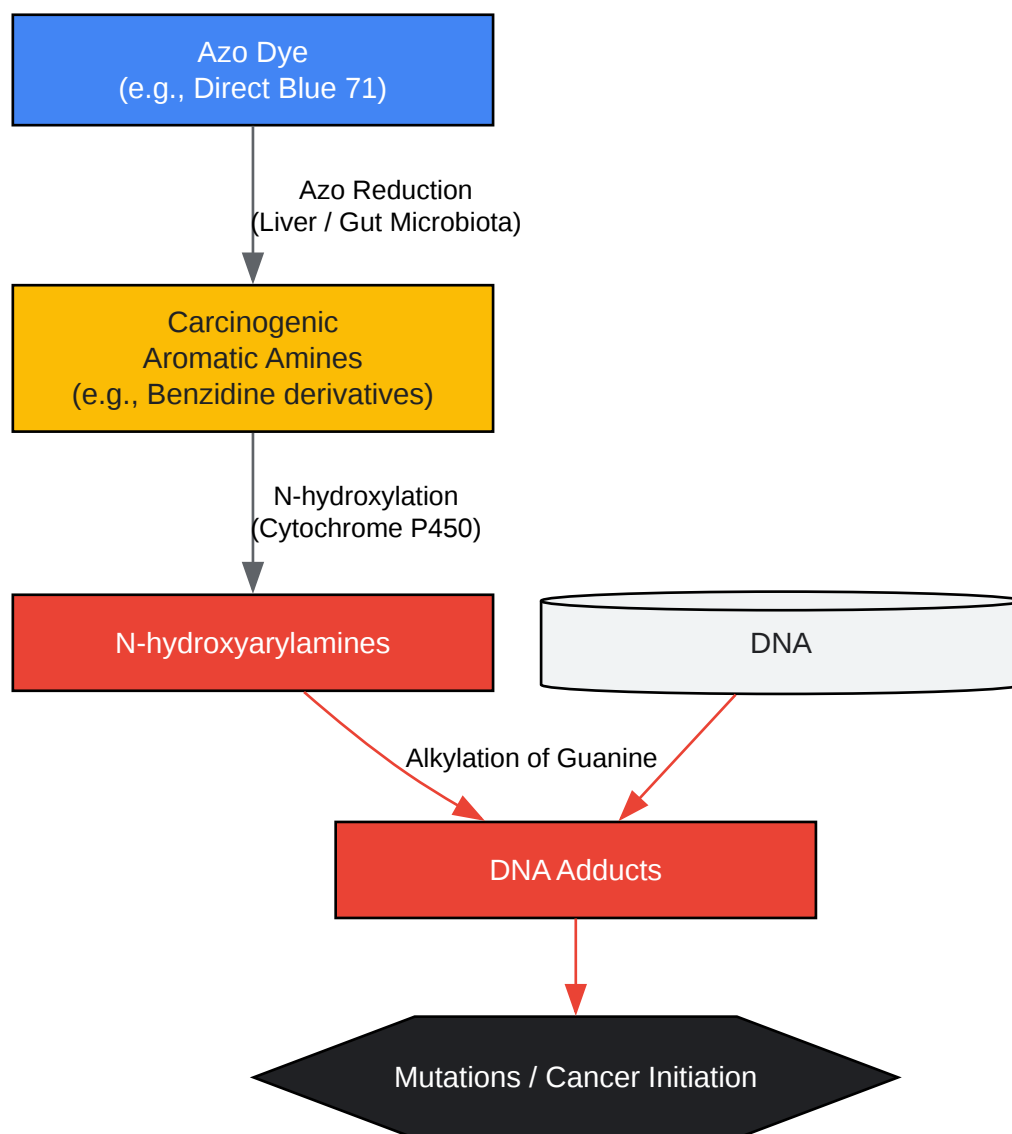 Azo Dye
(e.g., Direct Blue 71)
Azo Reduction
(Liver / Gut Microbiota)
Carcinogenic
Aromatic Amines
(e.g., Benzidine derivatives)
N-hydroxylation
(Cytochrome P450)
N-hydroxyarylamines
DNA
Alkylation of Guanine
DNA Adducts
Mutations / Cancer Initiation